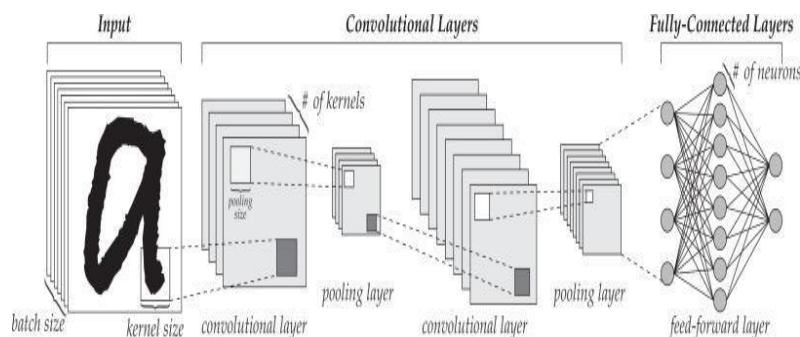 Input
Convolutional Layers
Fully-Connected Layers
# of kernels
# of neurons
pooling size
batch size
kernel size
convolutional layer
pooling layer
convolutional layer
pooling layer
feed-forward layer